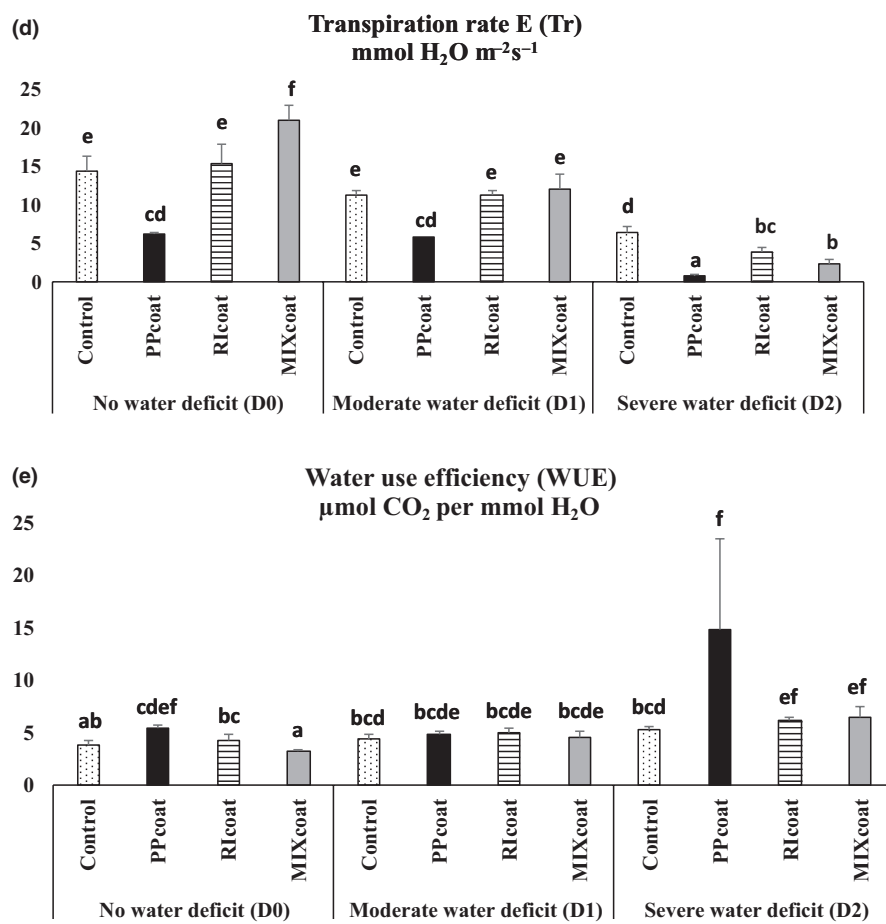 (d)
Transpiration rate E (Tr)
mmol H₂O m⁻²s⁻¹
25
20
15
10
5
0
e
cd
e
f
e
cd
e
e
d
a
bc
b
Control
PPcoat
RIcoat
MIXcoat
Control
PPcoat
RIcoat
MIXcoat
Control
PPcoat
RIcoat
MIXcoat
No water deficit (D0)
Moderate water deficit (D1)
Severe water deficit (D2)
(e)
Water use efficiency (WUE)
µmol CO₂ per mmol H₂O
25
20
15
10
5
0
ab
cdef
bc
a
bcd
bcde
bcde
bcde
bcd
f
ef
ef
Control
PPcoat
RIcoat
MIXcoat
Control
PPcoat
RIcoat
MIXcoat
Control
PPcoat
RIcoat
MIXcoat
No water deficit (D0)
Moderate water deficit (D1)
Severe water deficit (D2)